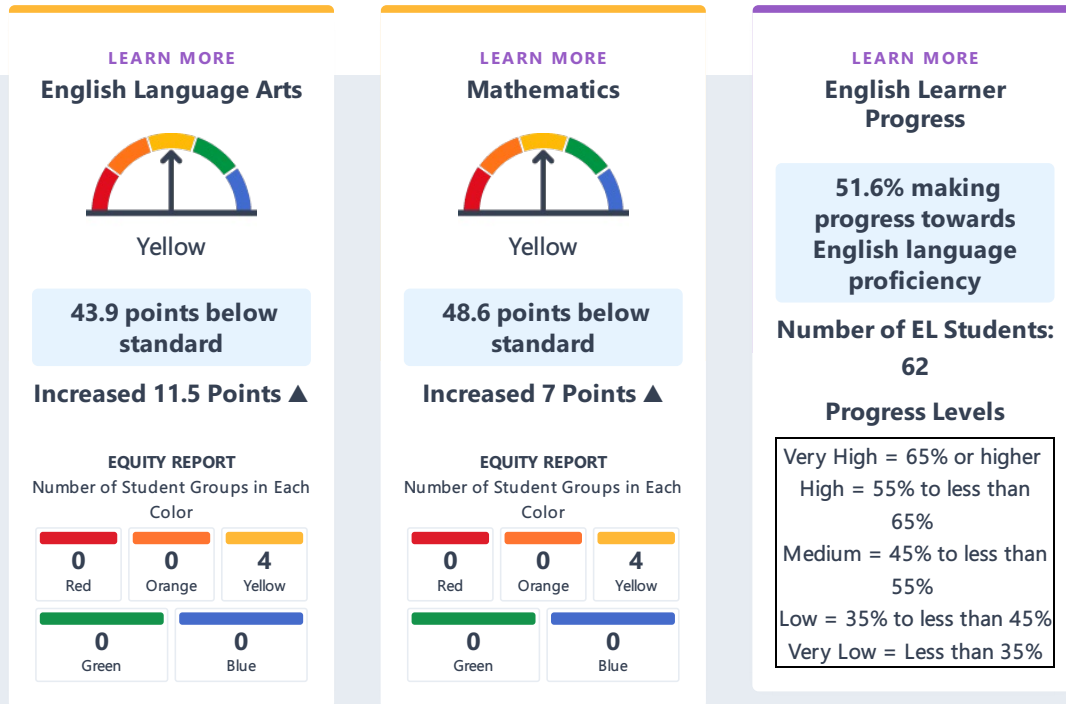 LEARN MORE
English Language Arts
Yellow
43.9 points below
standard
Increased 11.5 Points ▲
EQUITY REPORT
Number of Student Groups in Each
Color
0
Red
0
Orange
4
Yellow
0
Green
0
Blue
LEARN MORE
Mathematics
Yellow
48.6 points below
standard
Increased 7 Points ▲
EQUITY REPORT
Number of Student Groups in Each
Color
0
Red
0
Orange
4
Yellow
0
Green
0
Blue
LEARN MORE
English Learner
Progress
51.6% making
progress towards
English language
proficiency
Number of EL Students:
62
Progress Levels
Very High = 65% or higher
High = 55% to less than
65%
Medium = 45% to less than
55%
Low = 35% to less than 45%
Very Low = Less than 35%